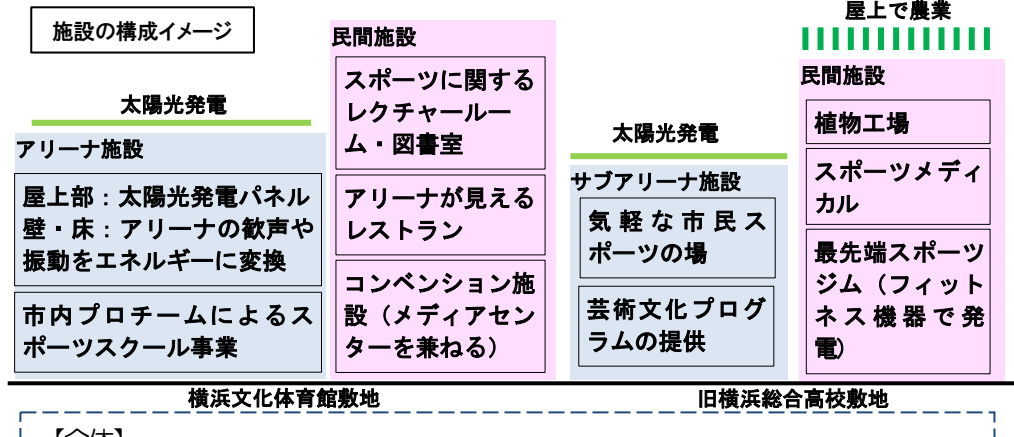 施設の構成イメージ
太陽光発電
アリーナ施設
屋上部：太陽光発電パネル
壁・床：アリーナの歓声や
振動をエネルギーに変換
市内プロチームによるス
ポーツスクール事業
民間施設
スポーツに関する
レクチャールー
ム・図書室
アリーナが見える
レストラン
コンベンション施
設（メディアセン
ターを兼ねる）
太陽光発電
サブアリーナ施設
気軽な市民ス
ポーツの場
芸術文化プログ
ラムの提供
屋上で農業
民間施設
植物工場
スポーツメディ
カル
最先端スポーツ
ジム（フィット
ネス機器で発
電）
横浜文化体育館敷地
旧横浜総合高校敷地